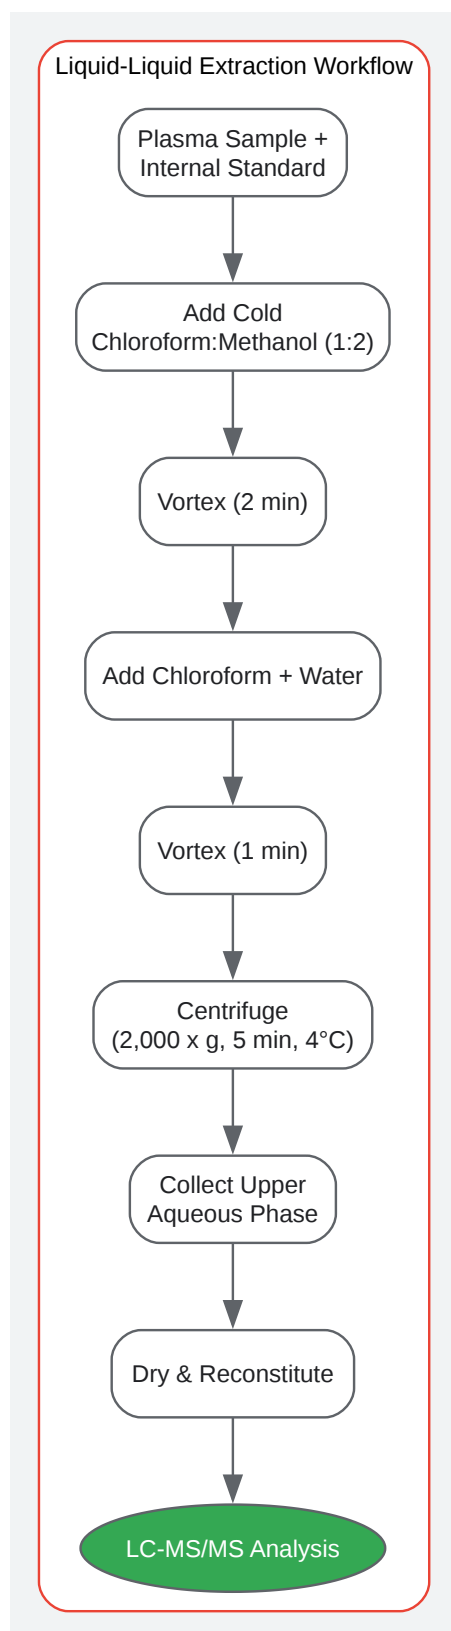 Liquid-Liquid Extraction Workflow
Plasma Sample +
Internal Standard
Add Cold
Chloroform:Methanol (1:2)
Vortex (2 min)
Add Chloroform + Water
Vortex (1 min)
Centrifuge
(2,000 x g, 5 min, 4°C)
Collect Upper
Aqueous Phase
Dry & Reconstitute
LC-MS/MS Analysis